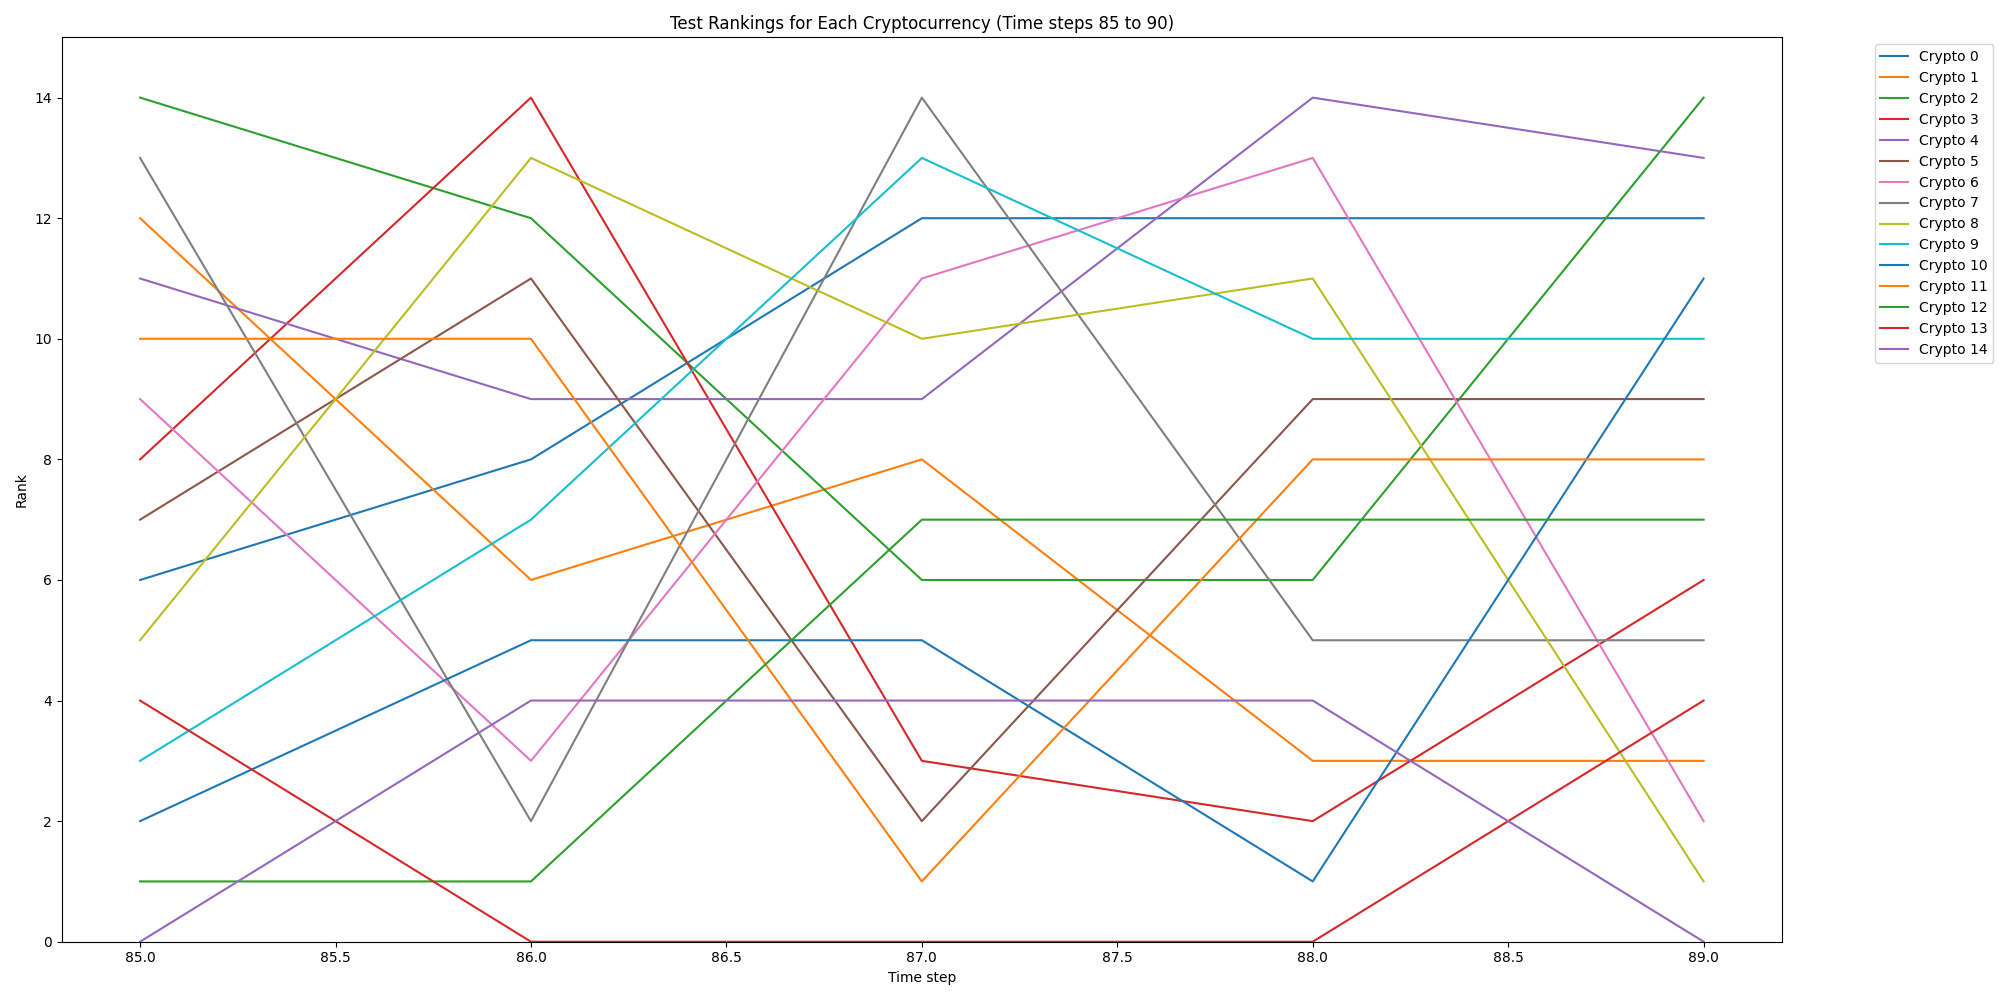 Test Rankings for Each Cryptocurrency (Time steps 85 to 90)
Crypto 0
Crypto 1
Crypto 2
Crypto 3
Crypto 4
Crypto 5
Crypto 6
Crypto 7
Crypto 8
Crypto 9
Crypto 10
Crypto 11
Crypto 12
Crypto 13
Crypto 14
Rank
14
12
10
8
6
4
2
0
85.0 85.5 86.0 86.5 87.0 87.5 88.0 88.5 89.0
Time step